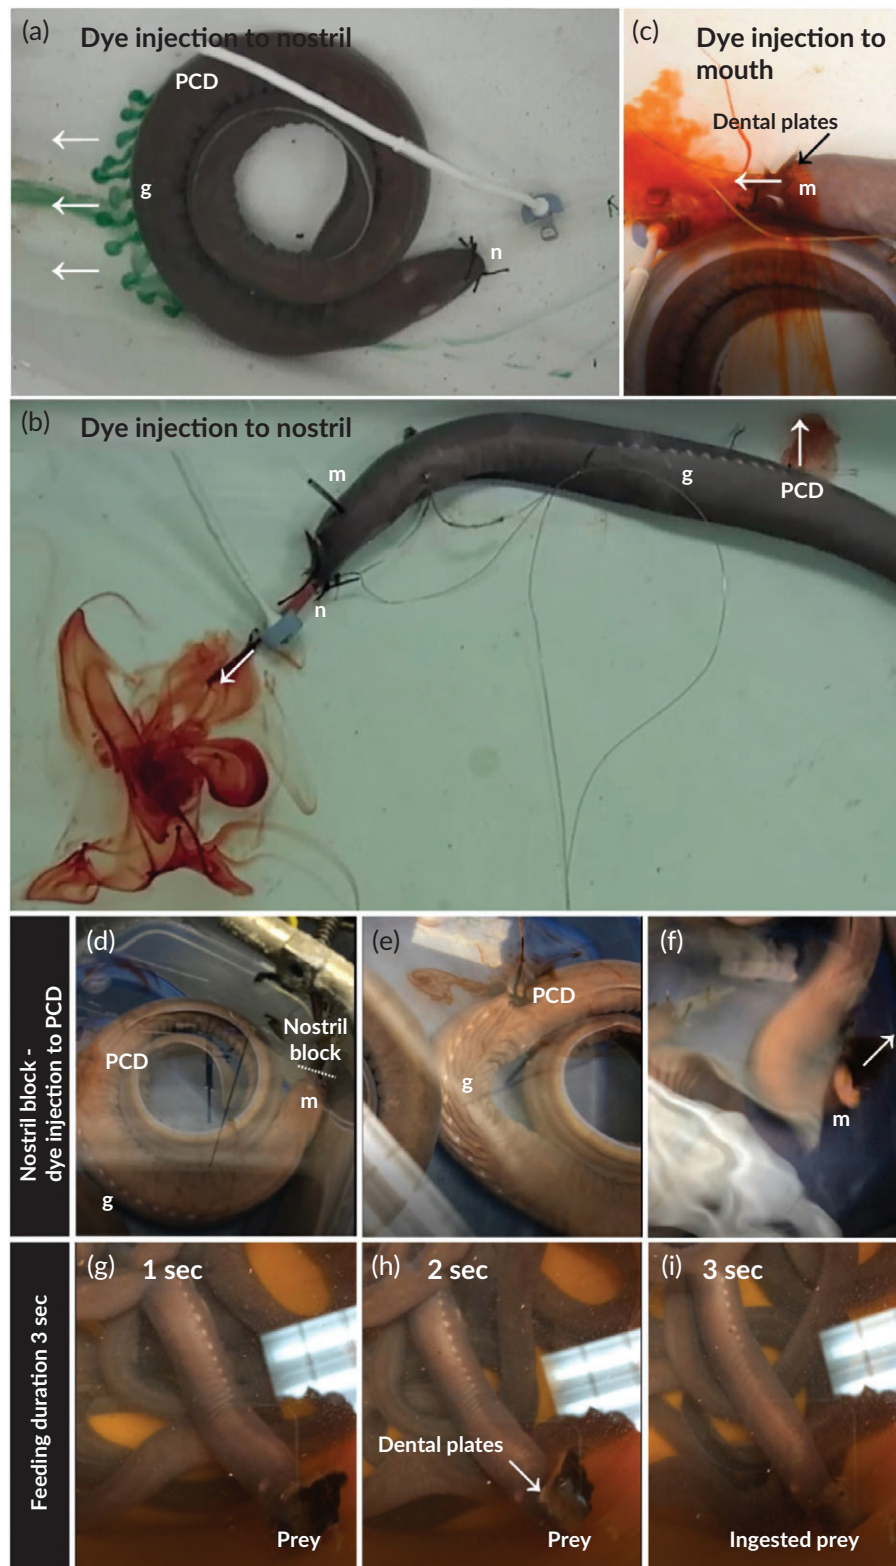 (a)
Dye injection to nostril
PCD
g
n
(c)
Dye injection to
mouth
Dental plates
m
(b)
Dye injection to nostril
m
g
PCD
n
Nostril block -
dye injection to PCD
(d)
PCD
Nostril
block
m
g
(e)
PCD
g
(f)
m
Feeding duration 3 sec
(g)
1 sec
Prey
(h)
2 sec
Dental plates
Prey
(i)
3 sec
Ingested prey